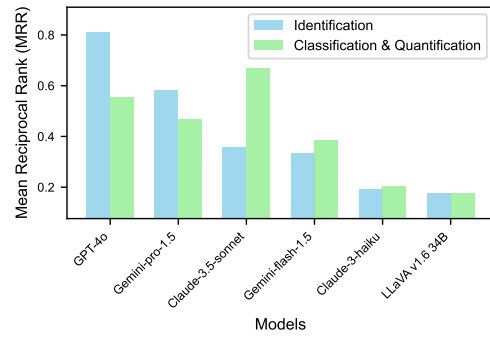 Mean Reciprocal Rank (MRR)
0.8
0.6
0.4
0.2
Identification
Classification & Quantification
GPT-4o
Gemini-pro-1.5
Claude-3.5-sonnet
Gemini-flash-1.5
Claude-3-haiku
LLaVA v1.6 34B
Models